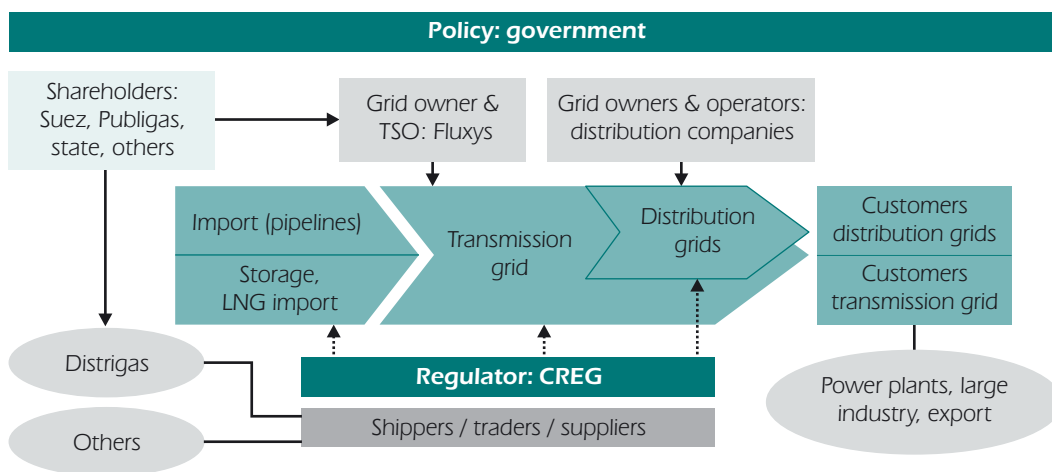 Policy: government
Shareholders:
Suez, Publigas,
state, others
Grid owner &
TSO: Fluxys
Grid owners & operators:
distribution companies
Import (pipelines)
Storage,
LNG import
Transmission
grid
Distribution
grids
Customers
distribution grids
Customers
transmission grid
Distrigas
Others
Regulator: CREG
Shippers / traders / suppliers
Power plants, large
industry, export